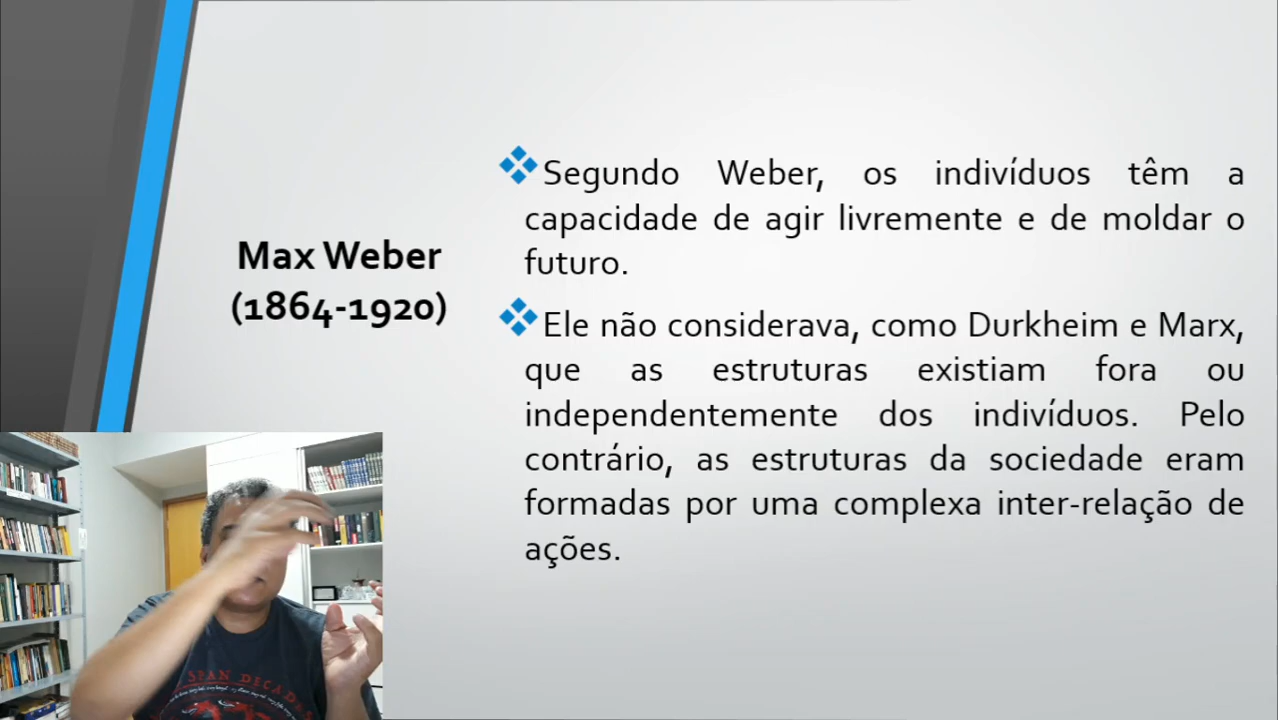 Max Weber
(1864-1920)
Segundo Weber, os indivíduos têm a
capacidade de agir livremente e de moldar o
futuro.
Ele não considerava, como Durkheim e Marx,
que as estruturas existiam fora ou
independentemente dos indivíduos. Pelo
contrário, as estruturas da sociedade eram
formadas por uma complexa inter-relação de
ações.
SPAN DECADA